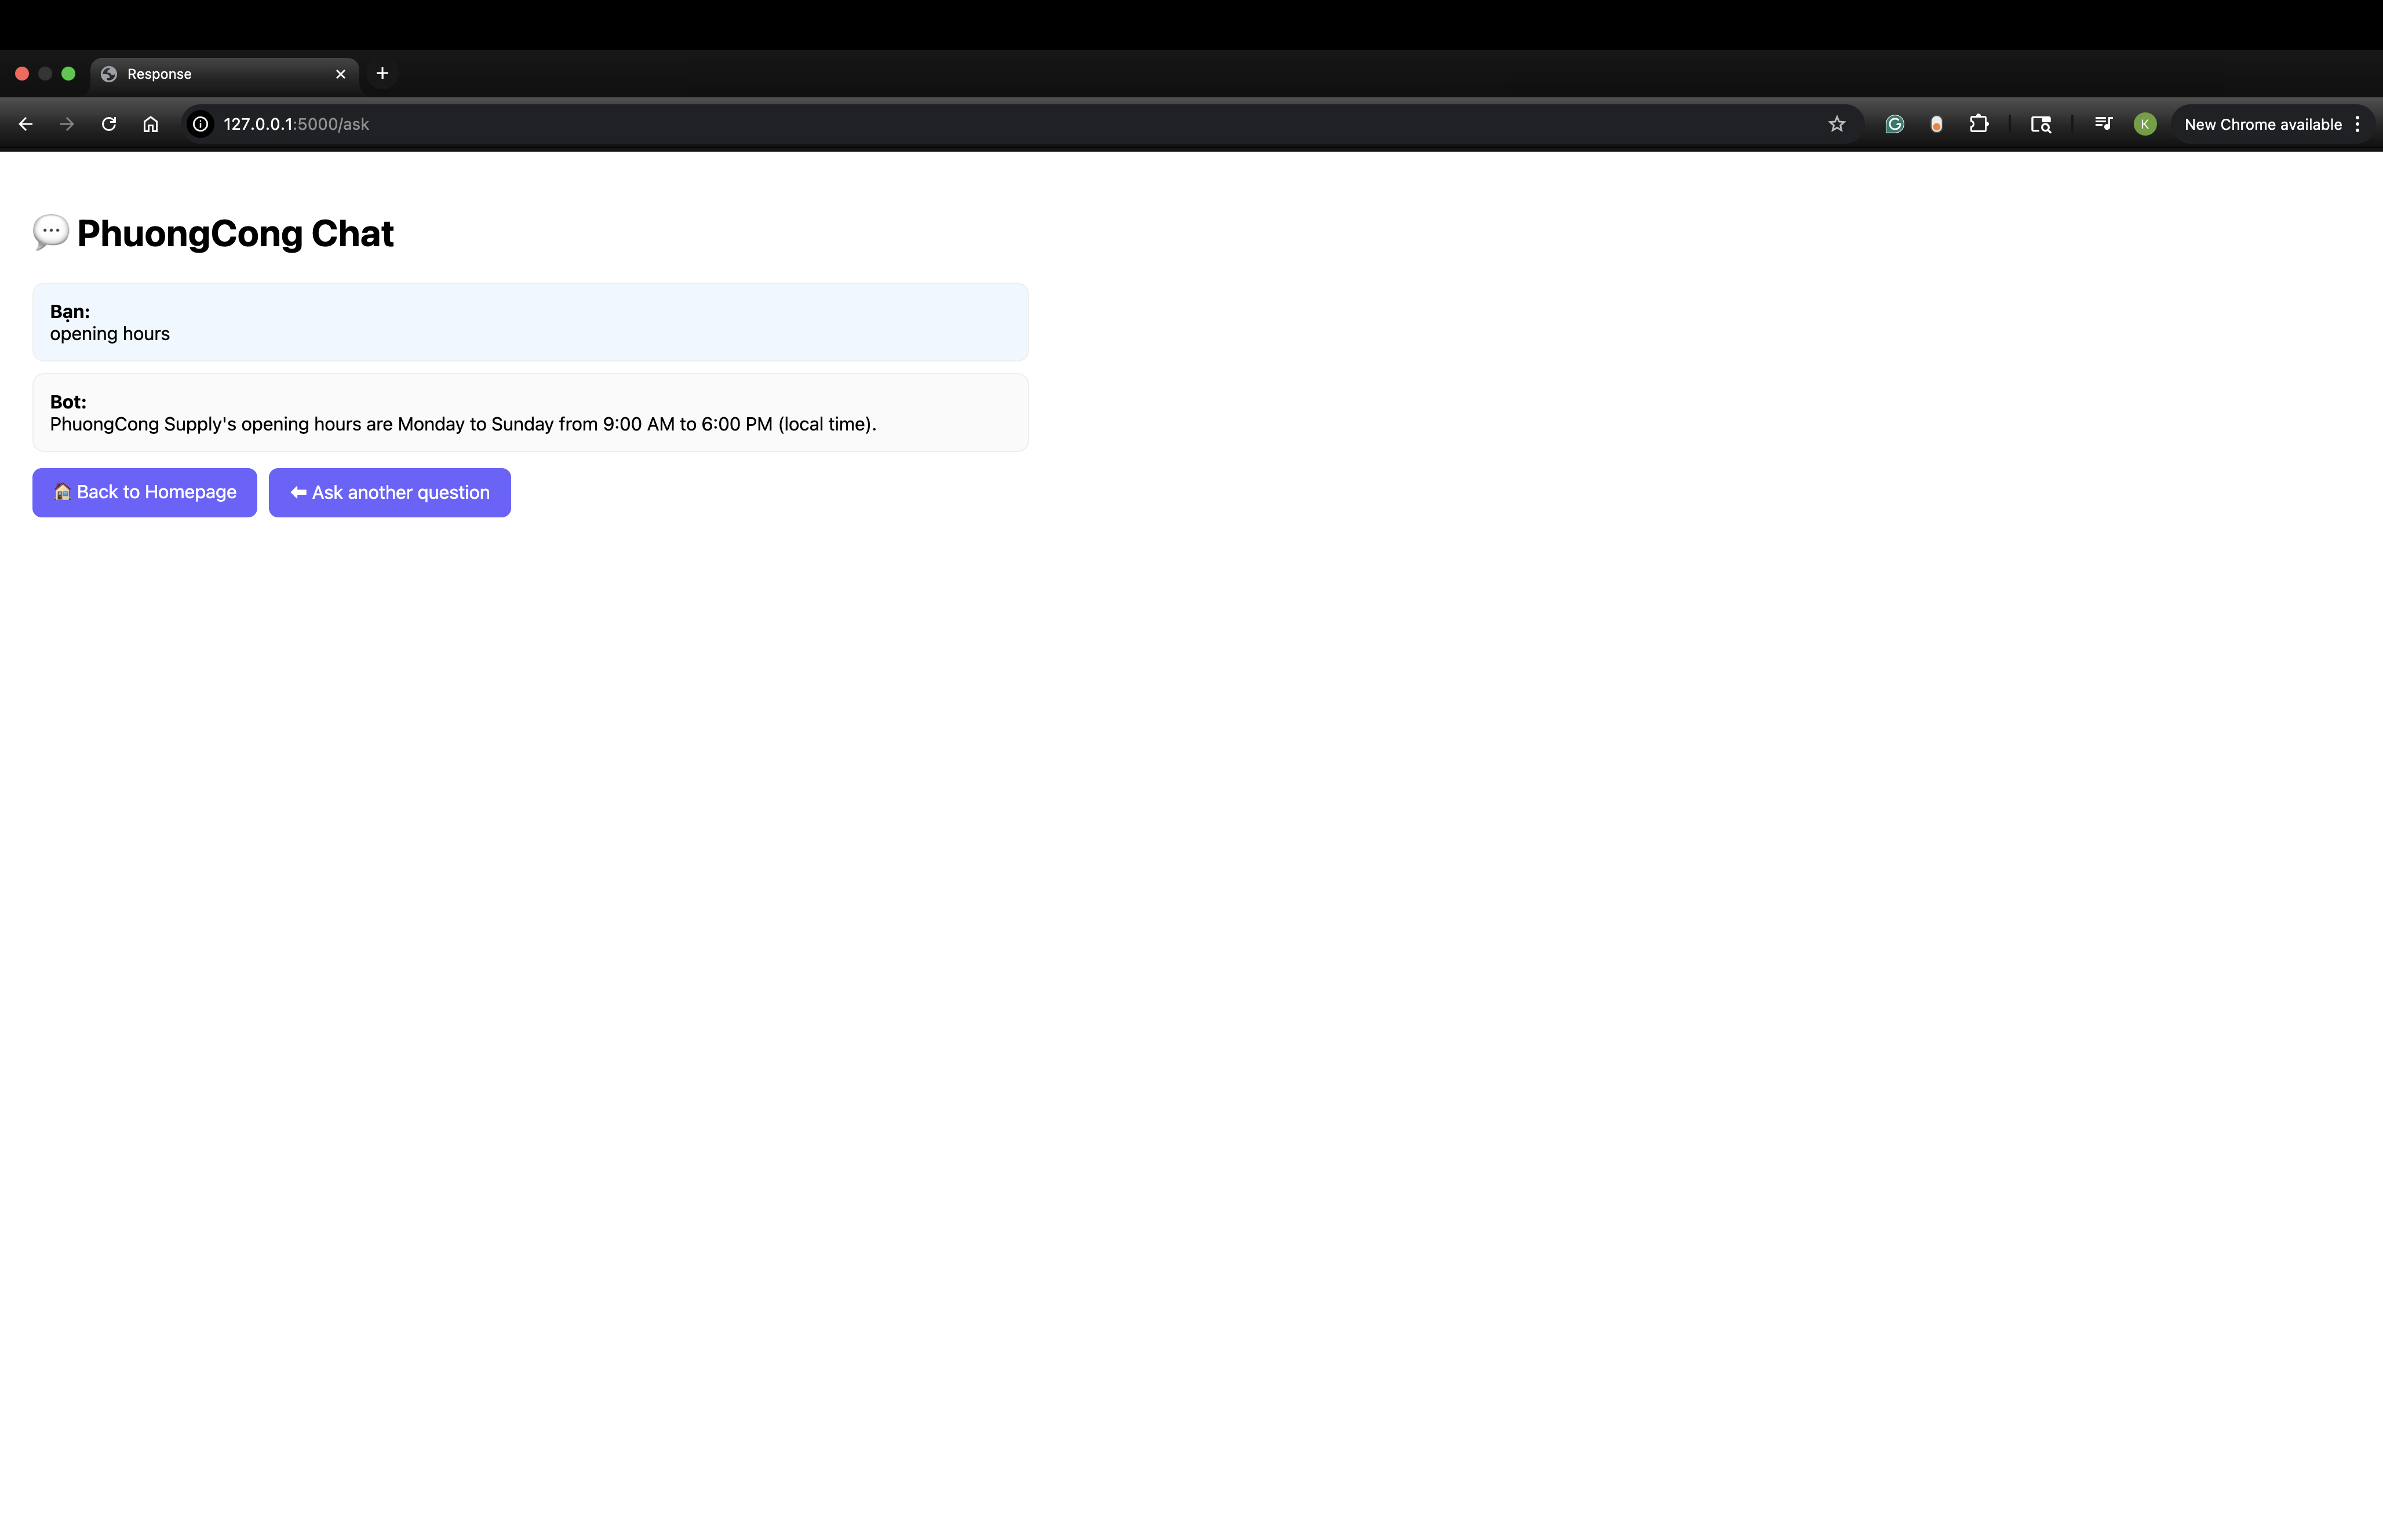 Response
127.0.0.1:5000/ask
K
New Chrome available
💬 PhuongCong Chat
Bạn:
opening hours
Bot:
PhuongCong Supply's opening hours are Monday to Sunday from 9:00 AM to 6:00 PM (local time).
🏠 Back to Homepage
⬅ Ask another question